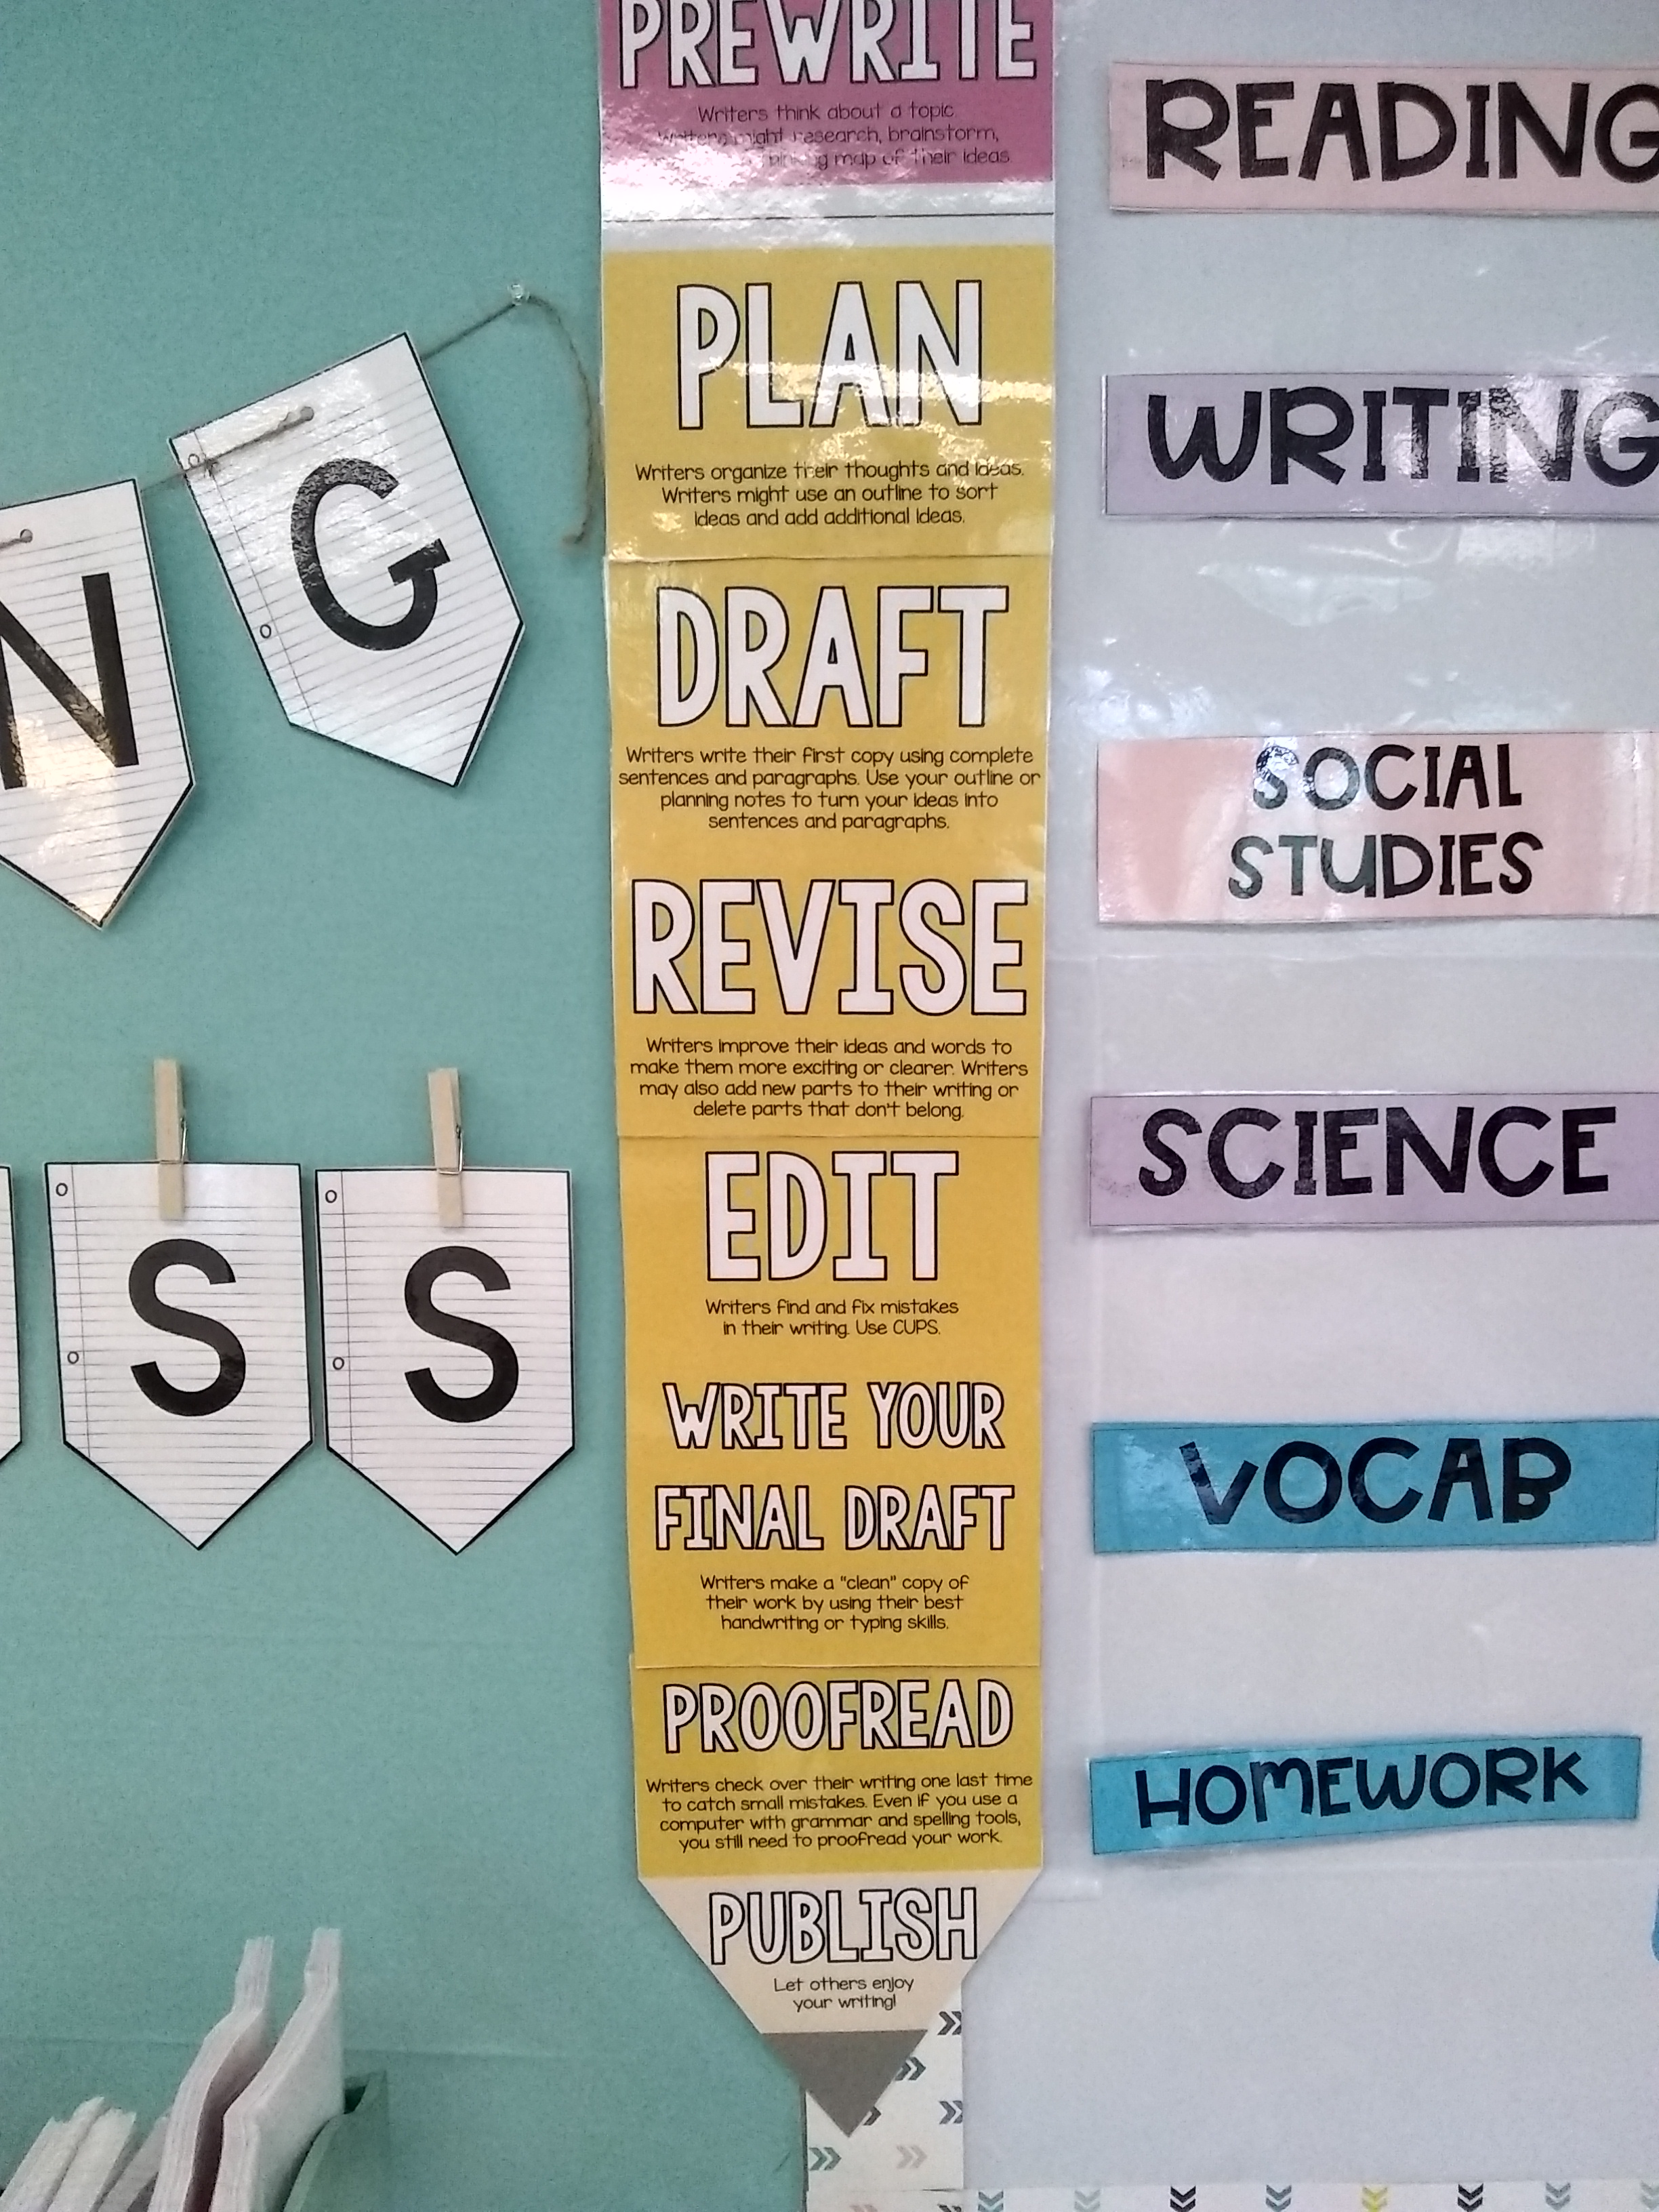 PREWRITE
Writers think about a topic
Writers might research, brainstorm,
map of their ideas
PLAN
Writers organize their thoughts and ideas.
Writers might use an outline to sort
ideas and add additional ideas.
DRAFT
Writers write their first copy using complete
sentences and paragraphs. Use your outline or
planning notes to turn your ideas into
sentences and paragraphs.
REVISE
Writers improve their ideas and words to
make them more exciting or clearer. Writers
may also add new parts to their writing or
delete parts that don't belong.
EDIT
Writers find and fix mistakes
in their writing. Use CUPS.
WRITE YOUR
FINAL DRAFT
Writers make a "clean" copy of
their work by using their best
handwriting or typing skills.
PROOFREAD
Writers check over their writing one last time
to catch small mistakes. Even if you use a
computer with grammar and spelling tools,
you still need to proofread your work.
PUBLISH
Let others enjoy
your writing!
N G
S S
READING
WRITING
SOCIAL
STUDIES
SCIENCE
VOCAB
HOMEWORK